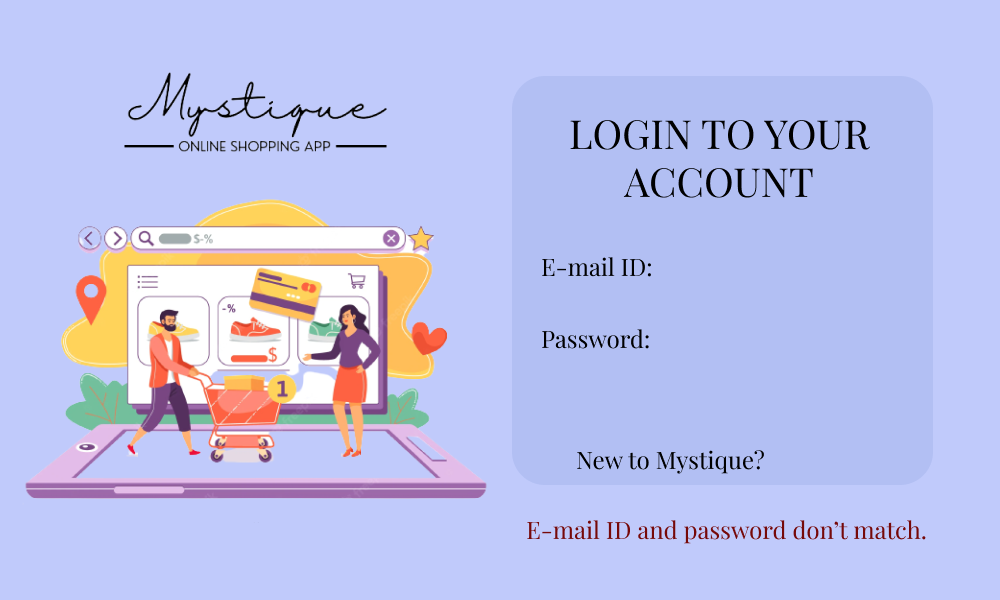 Mystique
ONLINE SHOPPING APP
$-%
-%
$
1
LOGIN TO YOUR
ACCOUNT
E-mail ID:
Password:
New to Mystique?
E-mail ID and password don’t match.